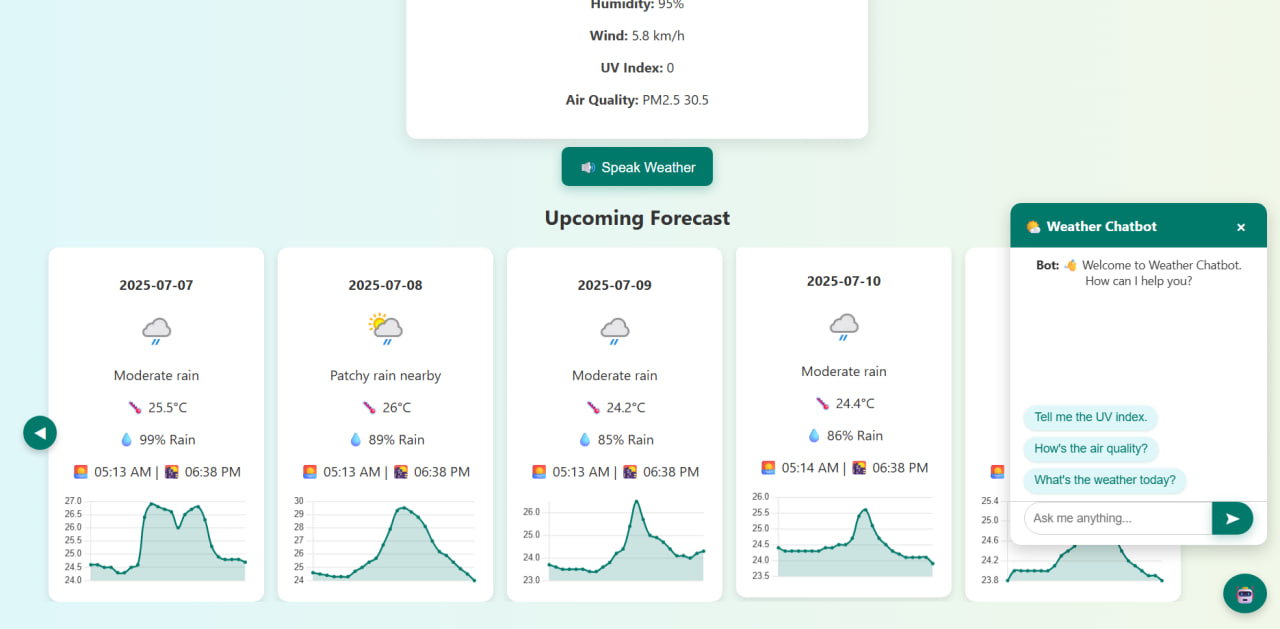 Humidity: 95%
Wind: 5.8 km/h
UV Index: 0
Air Quality: PM2.5 30.5
Speak Weather
Upcoming Forecast
2025-07-07
Moderate rain
25.5°C
99% Rain
05:13 AM | 06:38 PM
27.0
26.5
26.0
25.5
25.0
24.5
24.0
2025-07-08
Patchy rain nearby
26°C
89% Rain
05:13 AM | 06:38 PM
30
29
28
27
26
25
24
2025-07-09
Moderate rain
24.2°C
85% Rain
05:13 AM | 06:38 PM
26.0
25.0
24.0
23.0
2025-07-10
Moderate rain
24.4°C
86% Rain
05:14 AM | 06:38 PM
26.0
25.5
25.0
24.5
24.0
23.5
25.4
25.0
24.6
24.2
23.8
Weather Chatbot ×
Bot: 👋 Welcome to Weather Chatbot.
How can I help you?
Tell me the UV index.
How's the air quality?
What's the weather today?
Ask me anything...